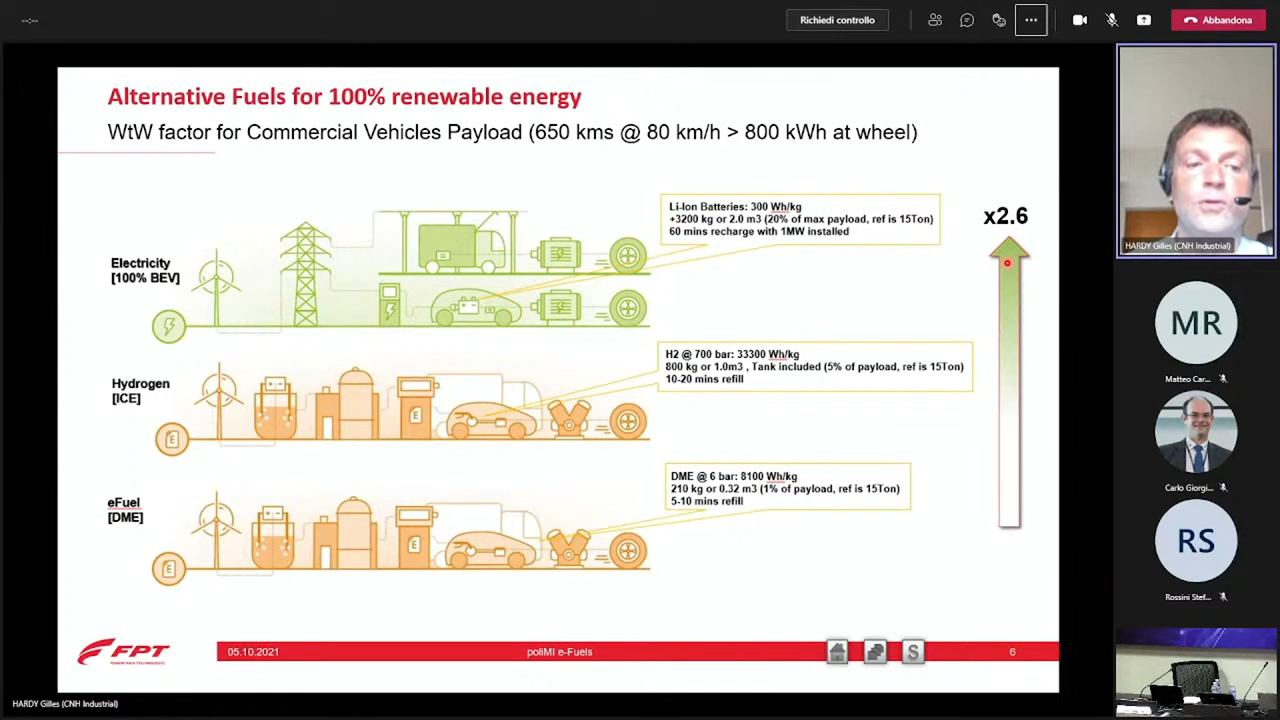 --:--
Richiedi controllo
Abbandona
Alternative Fuels for 100% renewable energy
WtW factor for Commercial Vehicles Payload (650 kms @ 80 km/h > 800 kWh at wheel)
Li-Ion Batteries: 300 Wh/kg
+3200 kg or 2.0 m3 (20% of max payload, ref is 15Ton)
60 mins recharge with 1MW installed
x2.6
Electricity
[100% BEV]
H2 @ 700 bar: 33300 Wh/kg
800 kg or 1.0m3 , Tank included (5% of payload, ref is 15Ton)
10-20 mins refill
Hydrogen
[ICE]
E
E
DME @ 6 bar: 8100 Wh/kg
210 kg or 0.32 m3 (1% of payload, ref is 15Ton)
5-10 mins refill
eFuel
[DME]
E
E
FPT
05.10.2021
poliMI e-Fuels
S
6
HARDY Gilles (CNH Industrial)
MR
Matteo Car...
Carlo Giorgi...
RS
Rossini Stef...
HARDY Gilles (CNH Industrial)